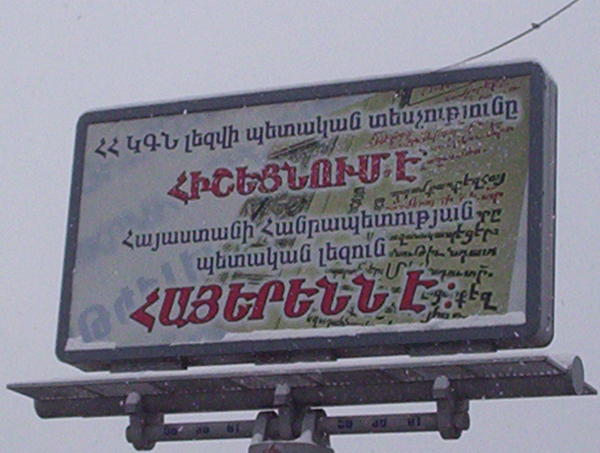 ՀՀ ԿԳՆ լեզվի պետական տեսչությունը
ՀԻՇԵՑՆՈՒՄ Է
Հայաստանի Հանրապետության
պետական լեզուն
ՀԱՅԵՐԵՆՆ Է: